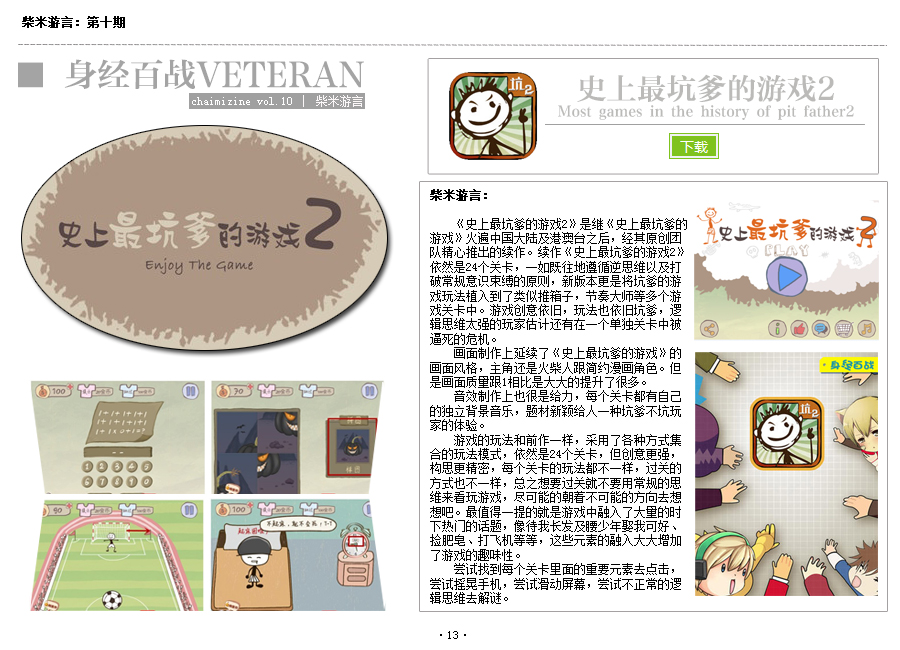 柴米游言：第十期
身经百战VETERAN
chaimizine vol.10 | 柴米游言
史上最坑爹的游戏2
Enjoy The Game
100
70
90
坑2
史上最坑爹的游戏2
Most games in the history of pit father2
下载
柴米游言：
《史上最坑爹的游戏2》是继《史上最坑爹的
游戏》火遍中国大陆及港澳台之后，经其原创团
队精心推出的续作。续作《史上最坑爹的游戏2》
依然是24个关卡，一如既往地遵循逆思维以及打
破常规意识束缚的原则，新版本更是将坑爹的游
戏玩法植入到了类似推箱子，节奏大师等多个游
戏关卡中。游戏创意依旧，玩法也依旧坑爹，逻
辑思维太强的玩家估计还有在一个单独关卡中被
逼死的危机。
画面制作上延续了《史上最坑爹的游戏》的
画面风格，主角还是火柴人跟简约漫画角色。但
是画面质量跟1相比是大大的提升了很多。
音效制作上也很是给力，每个关卡都有自己
的独立背景音乐，题材新颖给人一种坑爹不坑玩
家的体验。
游戏的玩法和前作一样，采用了各种方式集
合的玩法模式，依然是24个关卡，但创意更强，
构思更精密，每个关卡的玩法都不一样，过关的
方式也不一样，总之想要过关就不要用常规的思
维来看玩游戏，尽可能的朝着不可能的方向去想
想吧。最值得一提的就是游戏中融入了大量的时
下热门的话题，像待我长发及腰少年娶我可好、
捡肥皂、打飞机等等，这些元素的融入大大增加
了游戏的趣味性。
尝试找到每个关卡里面的重要元素去点击，
尝试摇晃手机，尝试滑动屏幕，尝试不正常的逻
辑思维去解谜。
史上最坑爹的游戏2
PLAY
身经百战
坑2
·13·